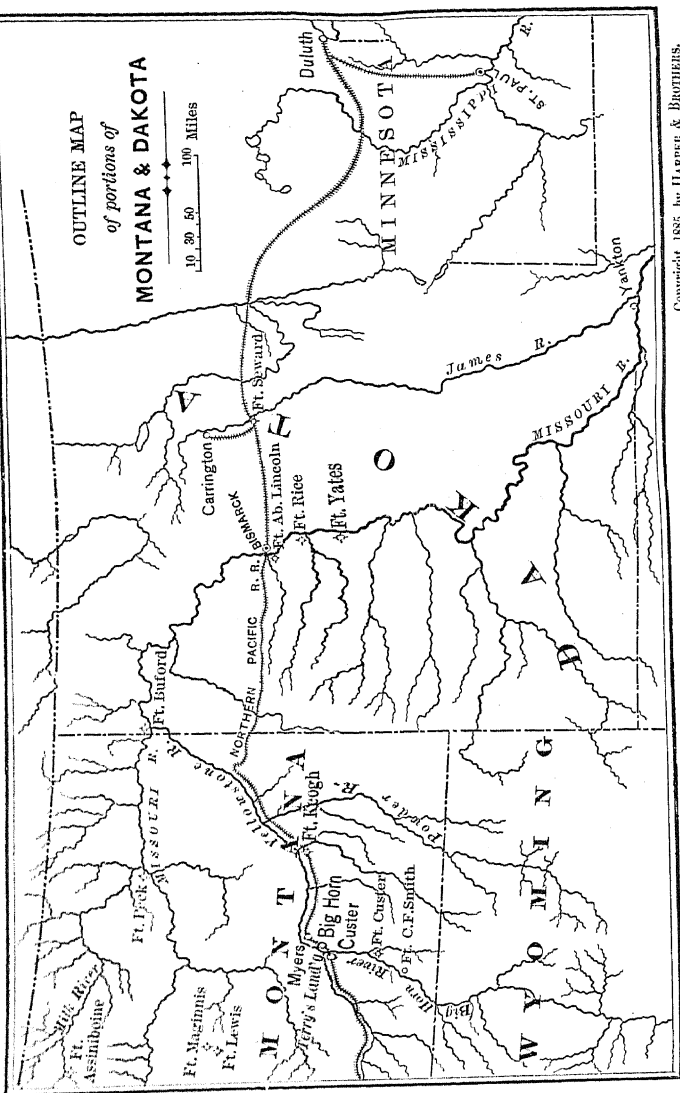 OUTLINE MAP
of portions of
MONTANA & DAKOTA
10 30 50 100 Miles
Milk River
Ft.
Assiniboine
Ft. Peck
MISSOURI R.
Ft. Buford
Ft. Maginnis
Ft. Lewis
MONTANA
Yellowstone R.
Terry's Land'g
Myers
Big Horn
Custer
Ft. Keogh
Ft. Custer
Ft. C.F. Smith
Big Horn River
Powder R.
WYOMING
NORTHERN PACIFIC R. R.
BISMARCK
Ft. Ab. Lincoln
Ft. Rice
Ft. Yates
Carrington
Ft. Seward
DAKOTA
James R.
MISSOURI R.
Yankton
Duluth
MINNESOTA
MISSISSIPPI R.
ST. PAUL
Copyright, 1885, by HARPER & BROTHERS.